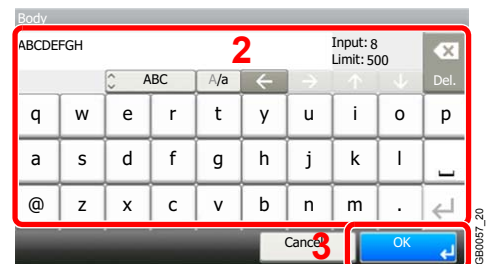 Body
ABCDEFGH
2
Input: 8
Limit: 500
ABC A/a ← → ↑ ↓ Del.
q w e r t y u i o p
a s d f g h j k l
@ z x c v b n m .
Cancel 3 OK
GB0057_20